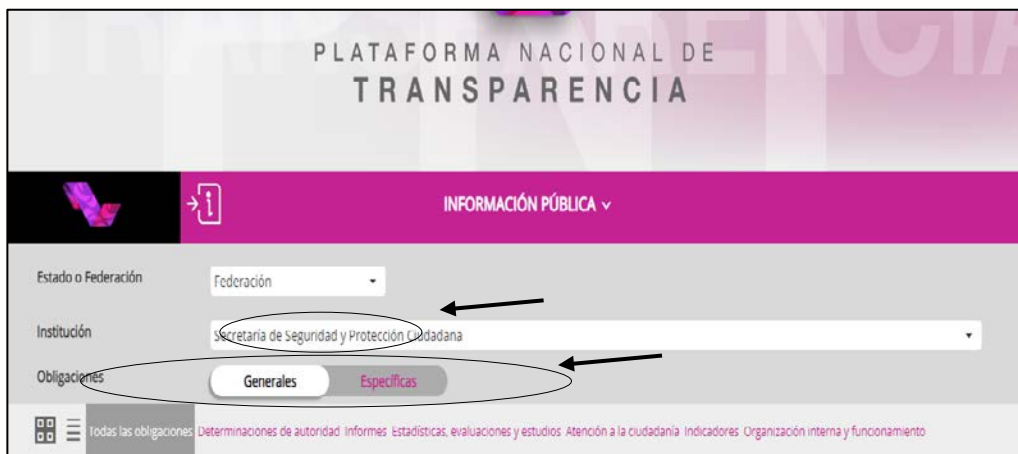 TRANSPARENCIA
PLATAFORMA NACIONAL DE
TRANSPARENCIA
INFORMACIÓN PÚBLICA
Estado o Federación
Federación
Institución
Secretaría de Seguridad y Protección Ciudadana
Obligaciones
Generales Específicas
Todas las obligaciones Determinaciones de autoridad Informes Estadísticas, evaluaciones y estudios Atención a la ciudadanía Indicadores Organización interna y funcionamiento